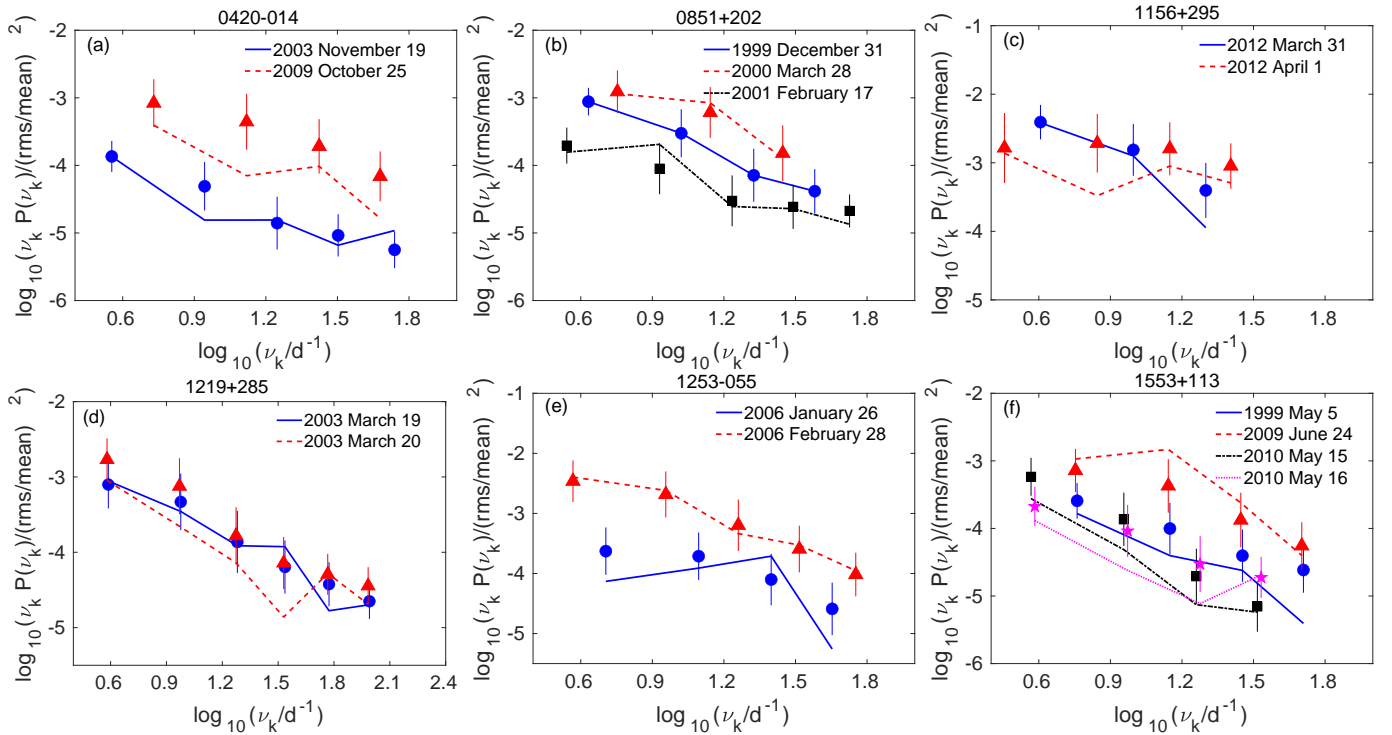 0420-014
(a)
2003 November 19
2009 October 25
-2
-3
-4
-5
-6
0.6 0.9 1.2 1.5 1.8
log10(νk/d-1)
log10(νk P(νk)/(rms/mean)2)
0851+202
(b)
1999 December 31
2000 March 28
2001 February 17
-2
-3
-4
-5
-6
0.6 0.9 1.2 1.5 1.8
log10(νk/d-1)
log10(νk P(νk)/(rms/mean)2)
1156+295
(c)
2012 March 31
2012 April 1
-1
-2
-3
-4
-5
0.6 0.9 1.2 1.5 1.8
log10(νk/d-1)
log10(νk P(νk)/(rms/mean)2)
1219+285
(d)
2003 March 19
2003 March 20
-2
-3
-4
-5
0.6 0.9 1.2 1.5 1.8 2.1 2.4
log10(νk/d-1)
log10(νk P(νk)/(rms/mean)2)
1253-055
(e)
2006 January 26
2006 February 28
-1
-2
-3
-4
-5
0.6 0.9 1.2 1.5 1.8
log10(νk/d-1)
log10(νk P(νk)/(rms/mean)2)
1553+113
(f)
1999 May 5
2009 June 24
2010 May 15
2010 May 16
-2
-3
-4
-5
-6
0.6 0.9 1.2 1.5 1.8
log10(νk/d-1)
log10(νk P(νk)/(rms/mean)2)